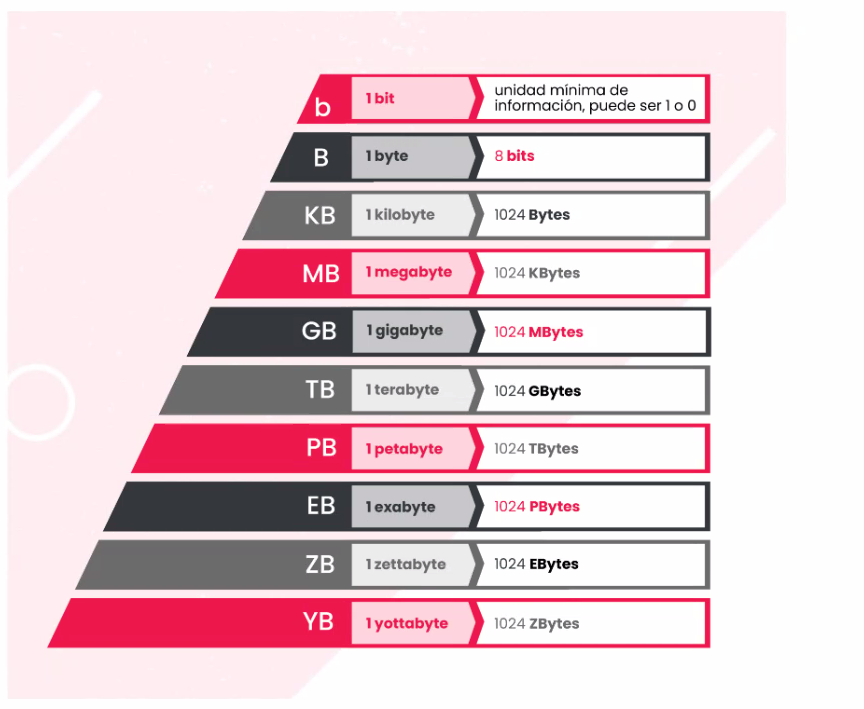 b 1 bit unidad mínima de
información, puede ser 1 o 0
B 1 byte 8 bits
KB 1 kilobyte 1024 Bytes
MB 1 megabyte 1024 KBytes
GB 1 gigabyte 1024 MBytes
TB 1 terabyte 1024 GBytes
PB 1 petabyte 1024 TBytes
EB 1 exabyte 1024 PBytes
ZB 1 zettabyte 1024 EBytes
YB 1 yottabyte 1024 ZBytes